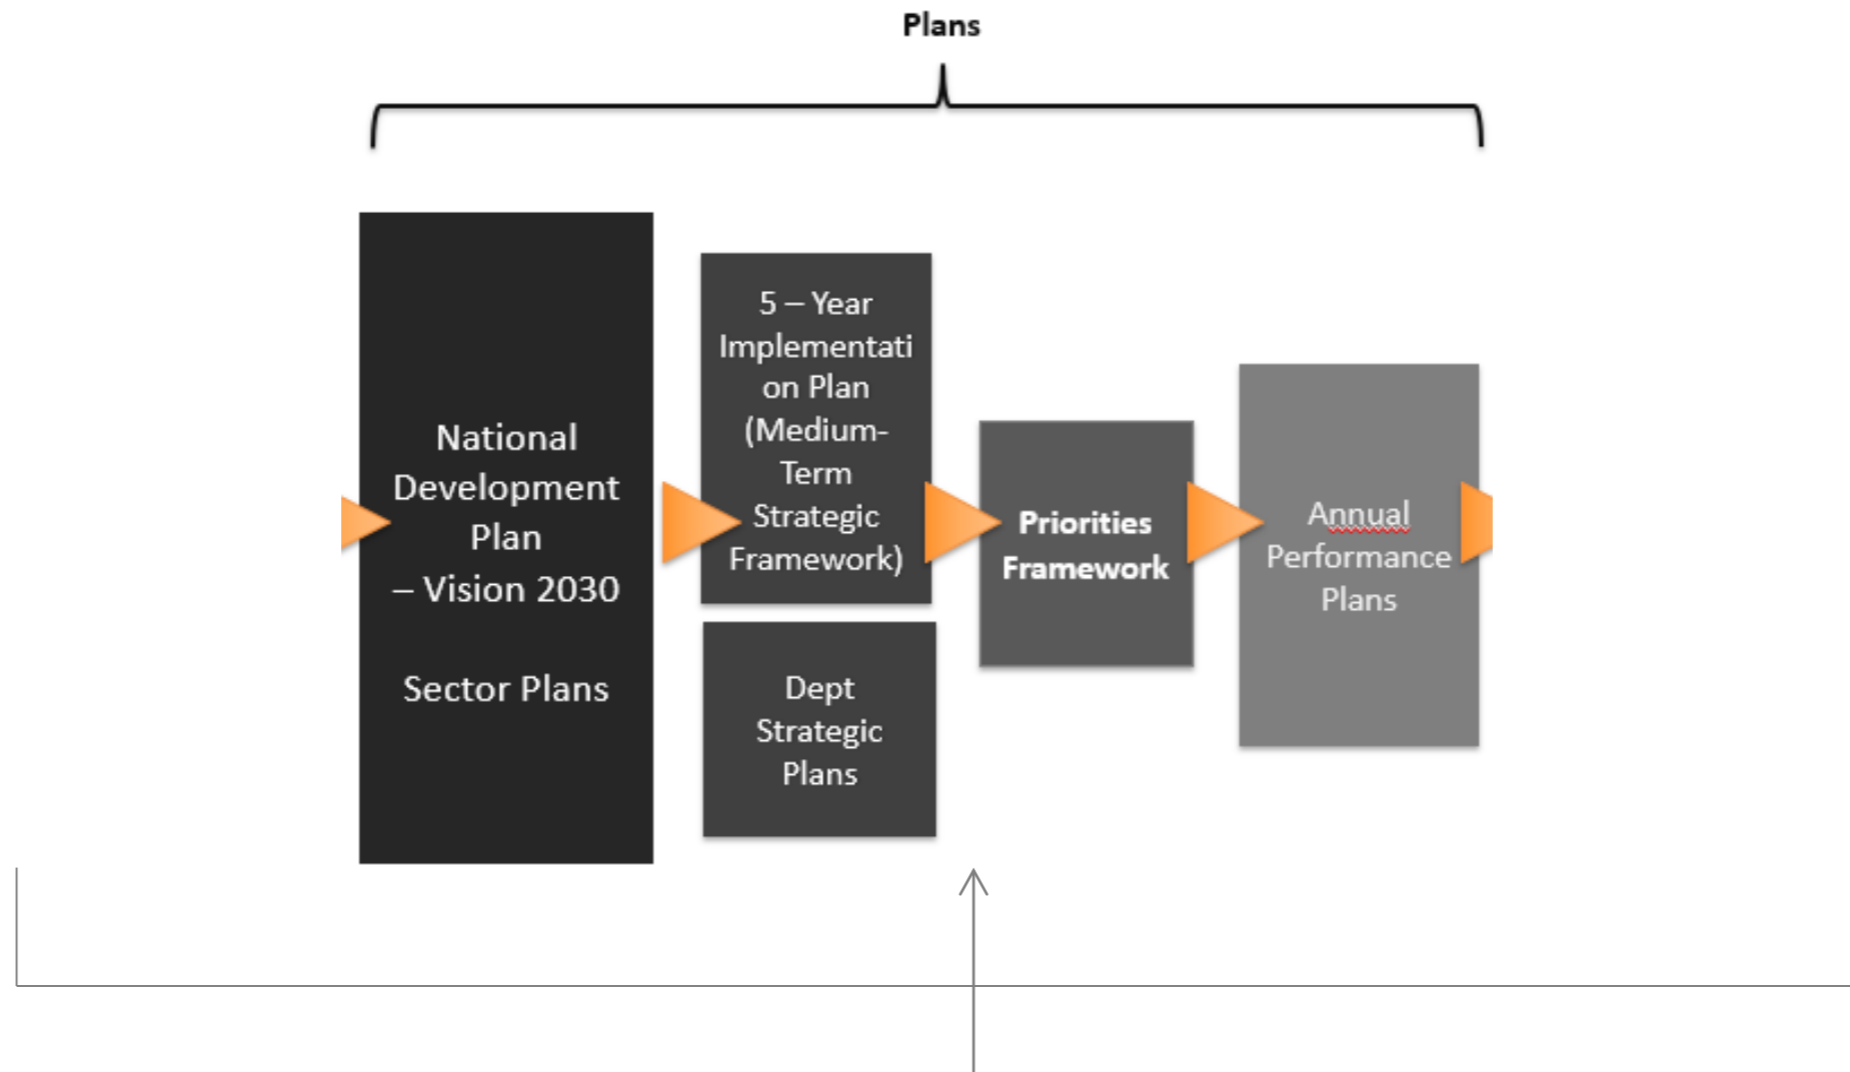 Plans
National
Development
Plan
– Vision 2030
Sector Plans
5 – Year
Implementati
on Plan
(Medium-
Term
Strategic
Framework)
Dept
Strategic
Plans
Priorities
Framework
Annual
Performance
Plans